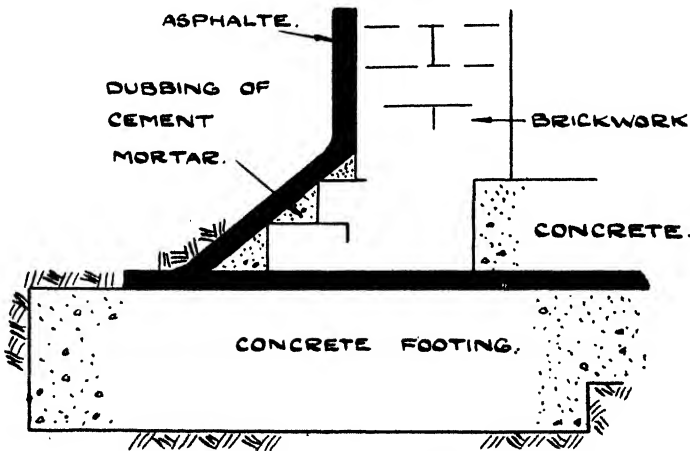 ASPHALTE.
DUBBING OF
CEMENT
MORTAR.
BRICKWORK
CONCRETE.
CONCRETE FOOTING.